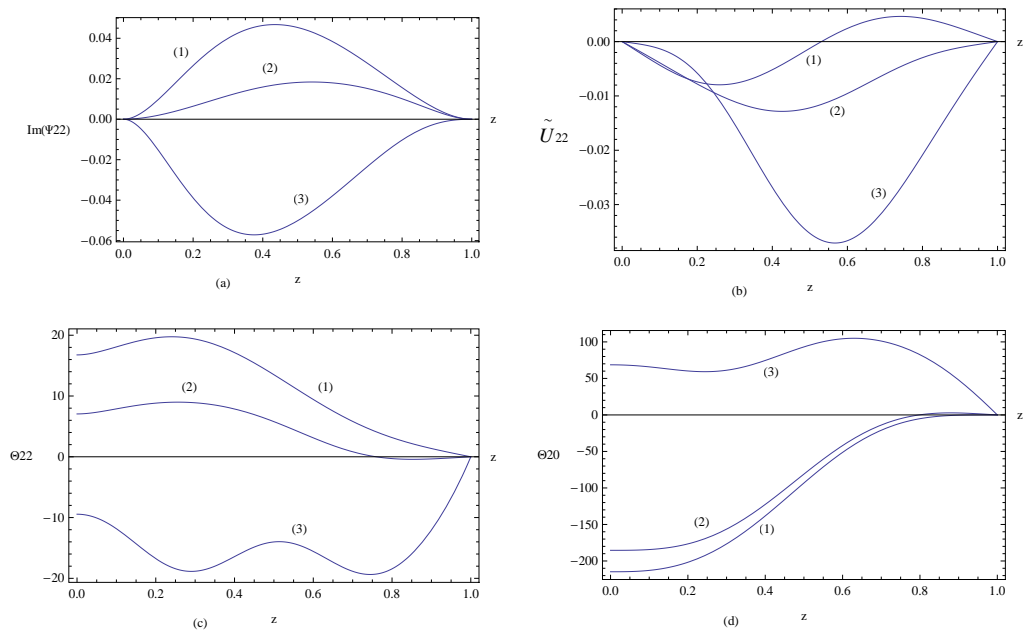 0.04
0.02
0.00
−0.02
−0.04
−0.06
Im(Ψ22)
(1)
(2)
(3)
z
0.0 0.2 0.4 0.6 0.8 1.0
z
(a)
0.00
−0.01
−0.02
−0.03
Ũ22
(1)
(2)
(3)
z
0.0 0.2 0.4 0.6 0.8 1.0
z
(b)
20
10
0
−10
−20
Θ22
(1)
(2)
(3)
z
0.0 0.2 0.4 0.6 0.8 1.0
z
(c)
100
50
0
−50
−100
−150
−200
Θ20
(3)
(2)
(1)
z
0.0 0.2 0.4 0.6 0.8 1.0
z
(d)